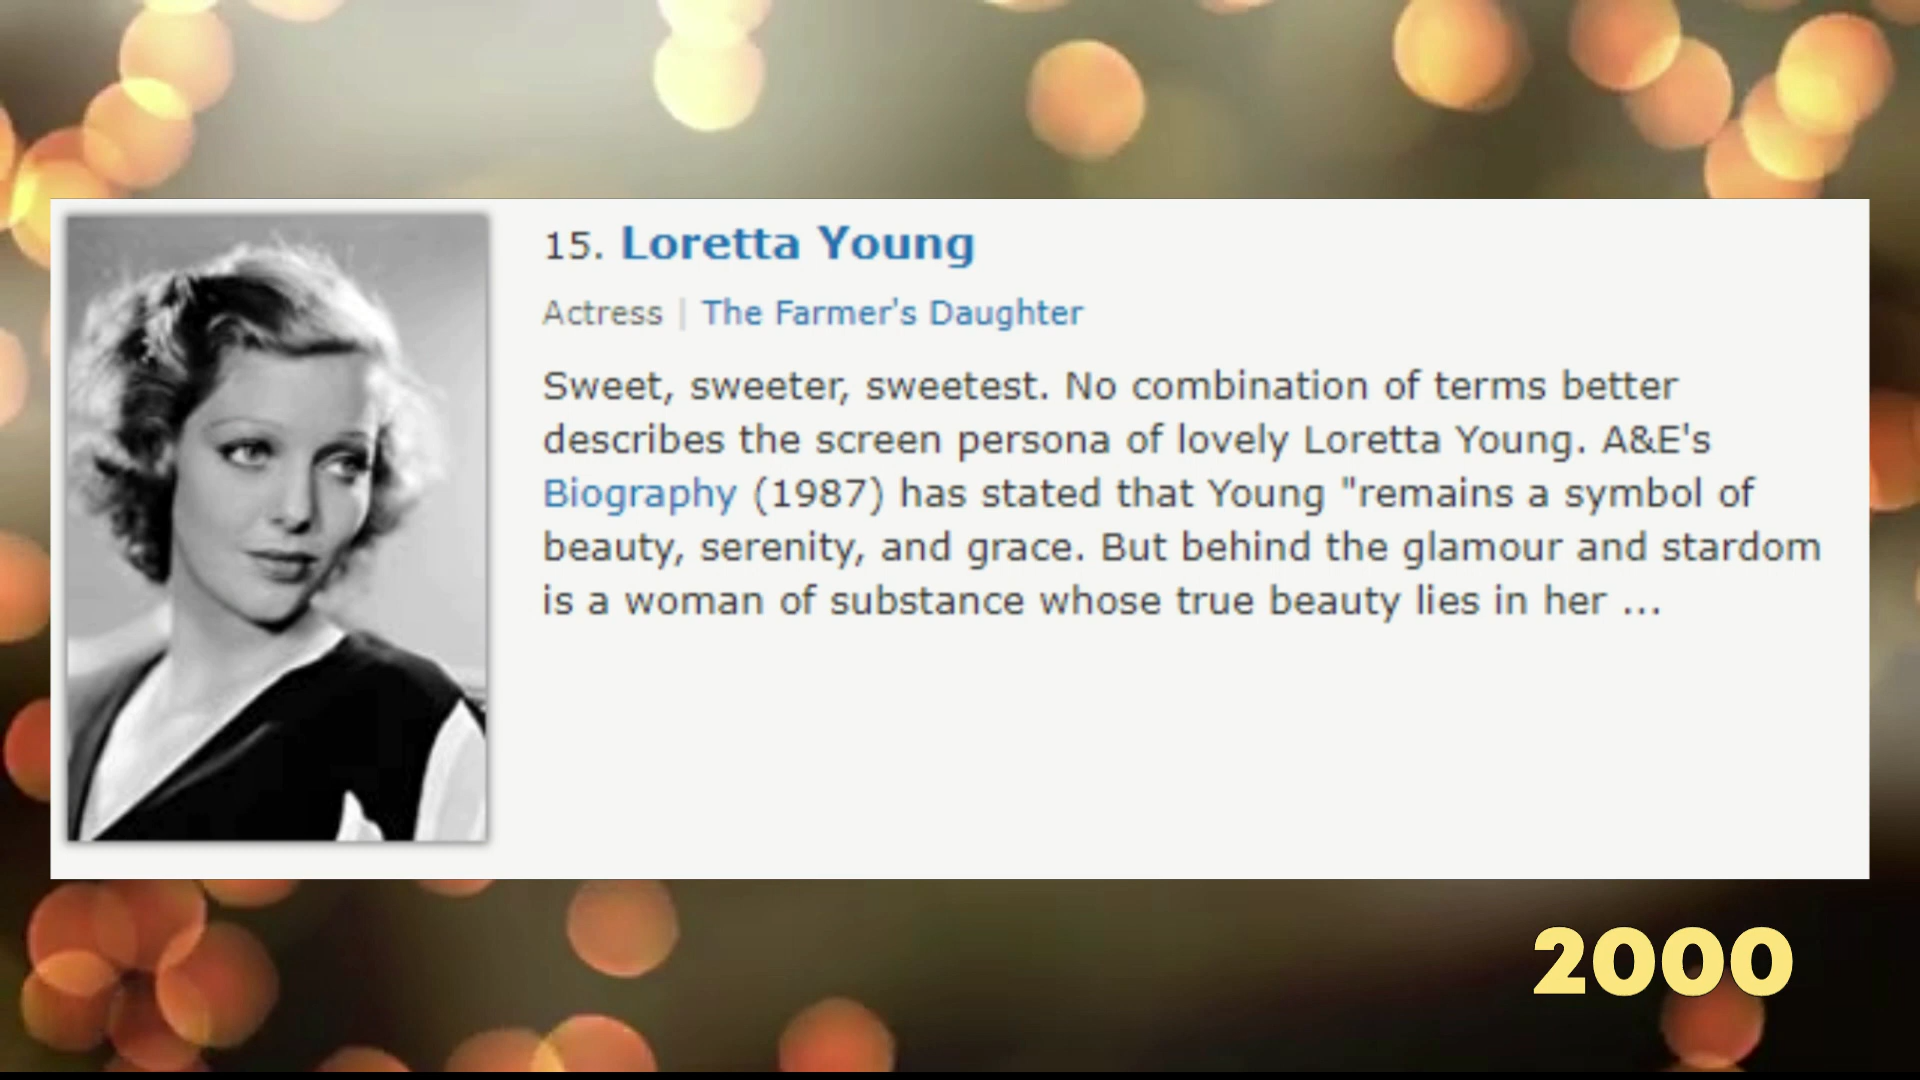 15. Loretta Young
Actress | The Farmer's Daughter
Sweet, sweeter, sweetest. No combination of terms better
describes the screen persona of lovely Loretta Young. A&E's
Biography (1987) has stated that Young "remains a symbol of
beauty, serenity, and grace. But behind the glamour and stardom
is a woman of substance whose true beauty lies in her ...
2000